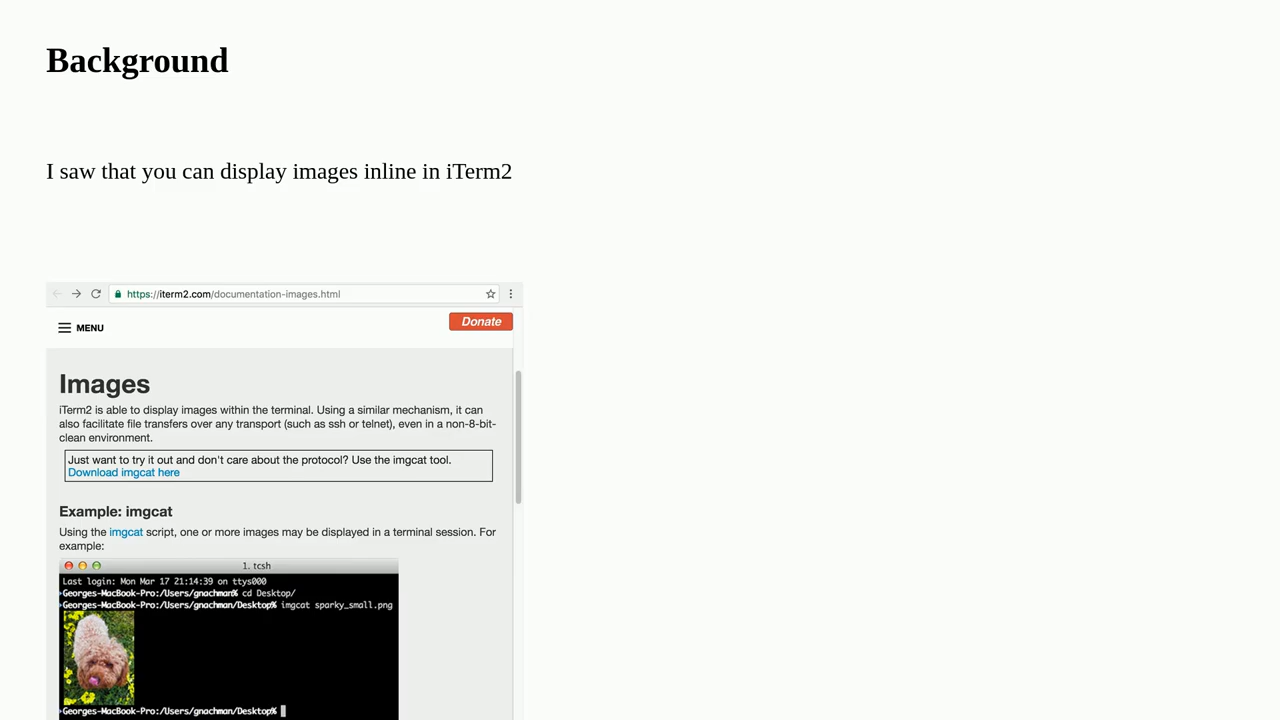 Background
I saw that you can display images inline in iTerm2
https://iterm2.com/documentation-images.html
MENU
Donate
Images
iTerm2 is able to display images within the terminal. Using a similar mechanism, it can
also facilitate file transfers over any transport (such as ssh or telnet), even in a non-8-bit-
clean environment.
Just want to try it out and don't care about the protocol? Use the imgcat tool.
Download imgcat here
Example: imgcat
Using the imgcat script, one or more images may be displayed in a terminal session. For
example:
1. tcsh
Last login: Mon Mar 17 21:14:39 on ttys000
Georges-MacBook-Pro:/Users/gnachman% cd Desktop/
Georges-MacBook-Pro:/Users/gnachman/Desktop% imgcat sparky_small.png
Georges-MacBook-Pro:/Users/gnachman/Desktop%